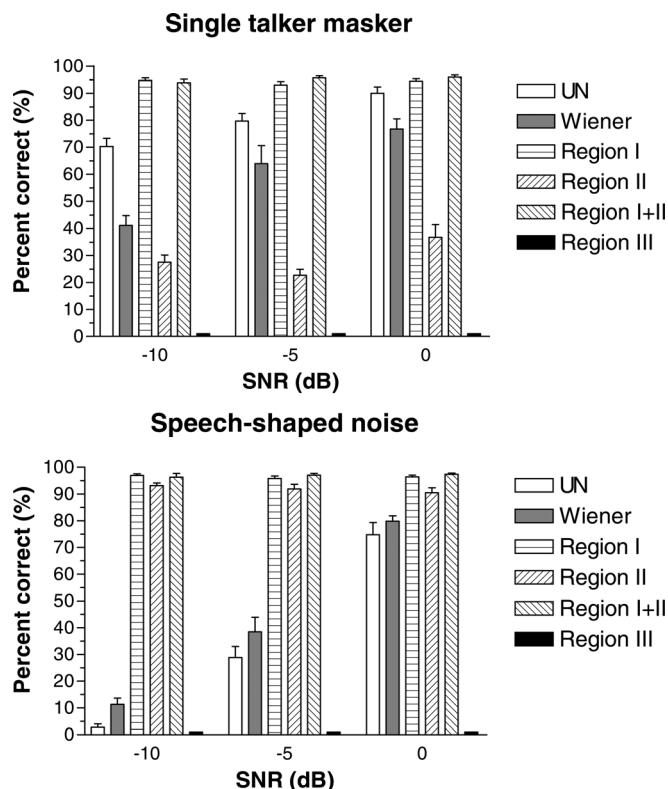 Single talker masker
Percent correct (%)
100
90
80
70
60
50
40
30
20
10
0
-10 -5 0
SNR (dB)
UN
Wiener
Region I
Region II
Region I+II
Region III
Speech-shaped noise
Percent correct (%)
100
90
80
70
60
50
40
30
20
10
0
-10 -5 0
SNR (dB)
UN
Wiener
Region I
Region II
Region I+II
Region III